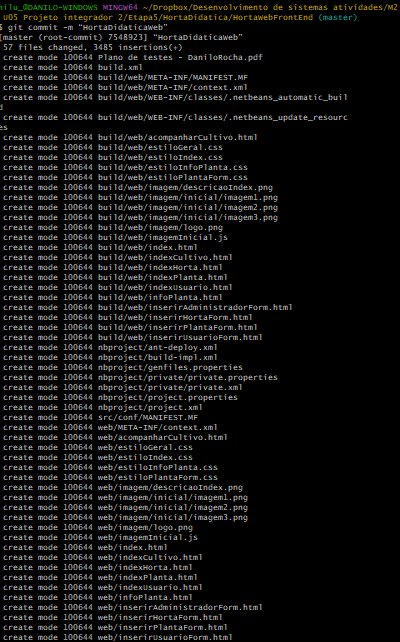 nilu_@DANILO-WINDOWS MINGW64 ~/Dropbox/Desenvolvimento de sistemas atividades/M2
U05 Projeto integrador 2/Etapa5/HortaDidatica/HortaWebFrontEnd (master)
$ git commit -m "HortaDidaticaWeb"
[master (root-commit) 7548923] "HortaDidaticaWeb"
57 files changed, 3485 insertions(+)
create mode 100644 Plano de testes - DaniloRocha.pdf
create mode 100644 build.xml
create mode 100644 build/web/META-INF/MANIFEST.MF
create mode 100644 build/web/META-INF/context.xml
create mode 100644 build/web/WEB-INF/classes/.netbeans_automatic_buil
d
create mode 100644 build/web/WEB-INF/classes/.netbeans_update_resourc
es
create mode 100644 build/web/acompanharCultivo.html
create mode 100644 build/web/estiloGeral.css
create mode 100644 build/web/estiloIndex.css
create mode 100644 build/web/estiloInfoPlanta.css
create mode 100644 build/web/estiloPlantaForm.css
create mode 100644 build/web/imagem/descricaoIndex.png
create mode 100644 build/web/imagem/inicial/imagem1.png
create mode 100644 build/web/imagem/inicial/imagem2.png
create mode 100644 build/web/imagem/inicial/imagem3.png
create mode 100644 build/web/imagem/logo.png
create mode 100644 build/web/imagemInicial.js
create mode 100644 build/web/index.html
create mode 100644 build/web/indexCultivo.html
create mode 100644 build/web/indexHorta.html
create mode 100644 build/web/indexPlanta.html
create mode 100644 build/web/indexUsuario.html
create mode 100644 build/web/infoPlanta.html
create mode 100644 build/web/inserirAdministradorForm.html
create mode 100644 build/web/inserirHortaForm.html
create mode 100644 build/web/inserirPlantaForm.html
create mode 100644 build/web/inserirUsuarioForm.html
create mode 100644 nbproject/ant-deploy.xml
create mode 100644 nbproject/build-impl.xml
create mode 100644 nbproject/genfiles.properties
create mode 100644 nbproject/private/private.properties
create mode 100644 nbproject/private/private.xml
create mode 100644 nbproject/project.properties
create mode 100644 nbproject/project.xml
create mode 100644 src/conf/MANIFEST.MF
create mode 100644 web/META-INF/context.xml
create mode 100644 web/acompanharCultivo.html
create mode 100644 web/estiloGeral.css
create mode 100644 web/estiloIndex.css
create mode 100644 web/estiloInfoPlanta.css
create mode 100644 web/estiloPlantaForm.css
create mode 100644 web/imagem/descricaoIndex.png
create mode 100644 web/imagem/inicial/imagem1.png
create mode 100644 web/imagem/inicial/imagem2.png
create mode 100644 web/imagem/inicial/imagem3.png
create mode 100644 web/imagem/logo.png
create mode 100644 web/imagemInicial.js
create mode 100644 web/index.html
create mode 100644 web/indexCultivo.html
create mode 100644 web/indexHorta.html
create mode 100644 web/indexPlanta.html
create mode 100644 web/indexUsuario.html
create mode 100644 web/infoPlanta.html
create mode 100644 web/inserirAdministradorForm.html
create mode 100644 web/inserirHortaForm.html
create mode 100644 web/inserirPlantaForm.html
create mode 100644 web/inserirUsuarioForm.html